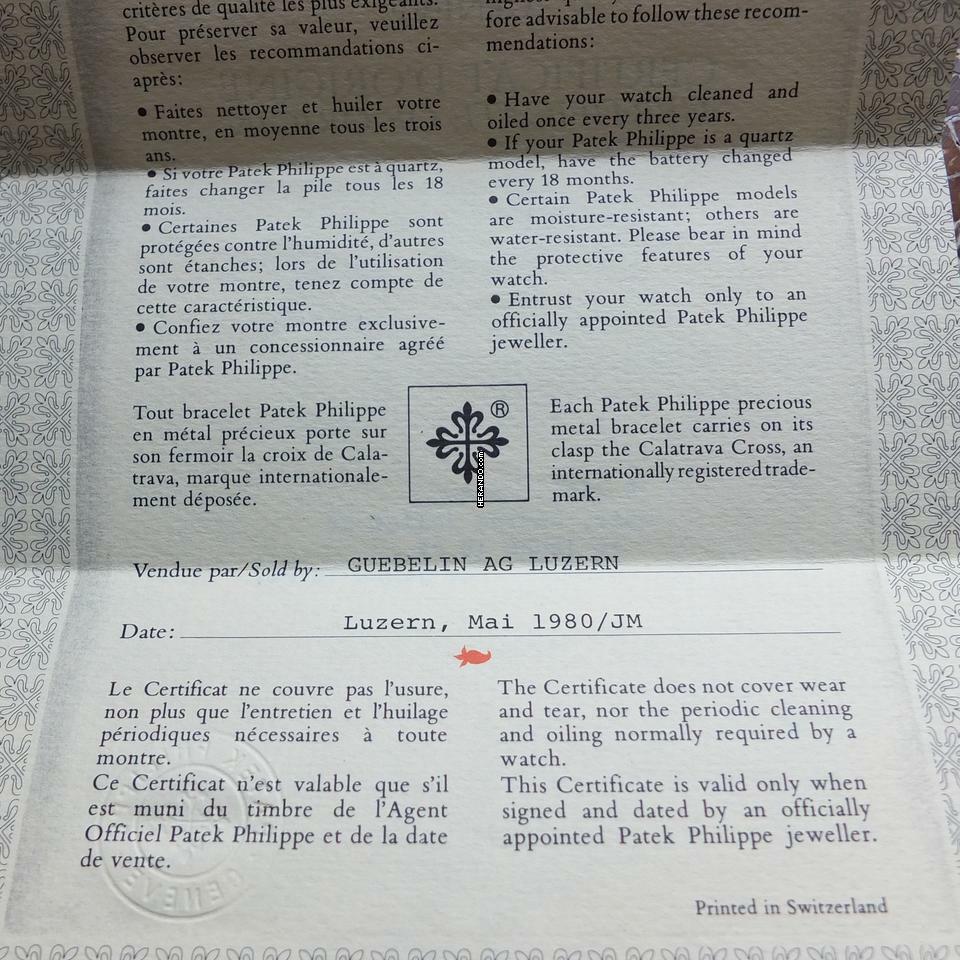 critères de qualité les plus exigeants.
Pour préserver sa valeur, veuillez
observer les recommandations ci-
après:
• Faites nettoyer et huiler votre
montre, en moyenne tous les trois
ans.
• Si votre Patek Philippe est à quartz,
faites changer la pile tous les 18
mois.
• Certaines Patek Philippe sont
protégées contre l'humidité, d'autres
sont étanches; lors de l'utilisation
de votre montre, tenez compte de
cette caractéristique.
• Confiez votre montre exclusive-
ment à un concessionnaire agréé
par Patek Philippe.
fore advisable to follow these recom-
mendations:
• Have your watch cleaned and
oiled once every three years.
• If your Patek Philippe is a quartz
model, have the battery changed
every 18 months.
• Certain Patek Philippe models
are moisture-resistant; others are
water-resistant. Please bear in mind
the protective features of your
watch.
• Entrust your watch only to an
officially appointed Patek Philippe
jeweller.
Tout bracelet Patek Philippe
en métal précieux porte sur
son fermoir la croix de Cala-
trava, marque internationale-
ment déposée.
®
HERANDO.com
Each Patek Philippe precious
metal bracelet carries on its
clasp the Calatrava Cross, an
internationally registered trade-
mark.
Vendue par/Sold by: GUEBELIN AG LUZERN
Date: Luzern, Mai 1980/JM
Le Certificat ne couvre pas l'usure,
non plus que l'entretien et l'huilage
périodiques nécessaires à toute
montre.
Ce Certificat n'est valable que s'il
est muni du timbre de l'Agent
Officiel Patek Philippe et de la date
de vente.
The Certificate does not cover wear
and tear, nor the periodic cleaning
and oiling normally required by a
watch.
This Certificate is valid only when
signed and dated by an officially
appointed Patek Philippe jeweller.
GENEVE
Printed in Switzerland